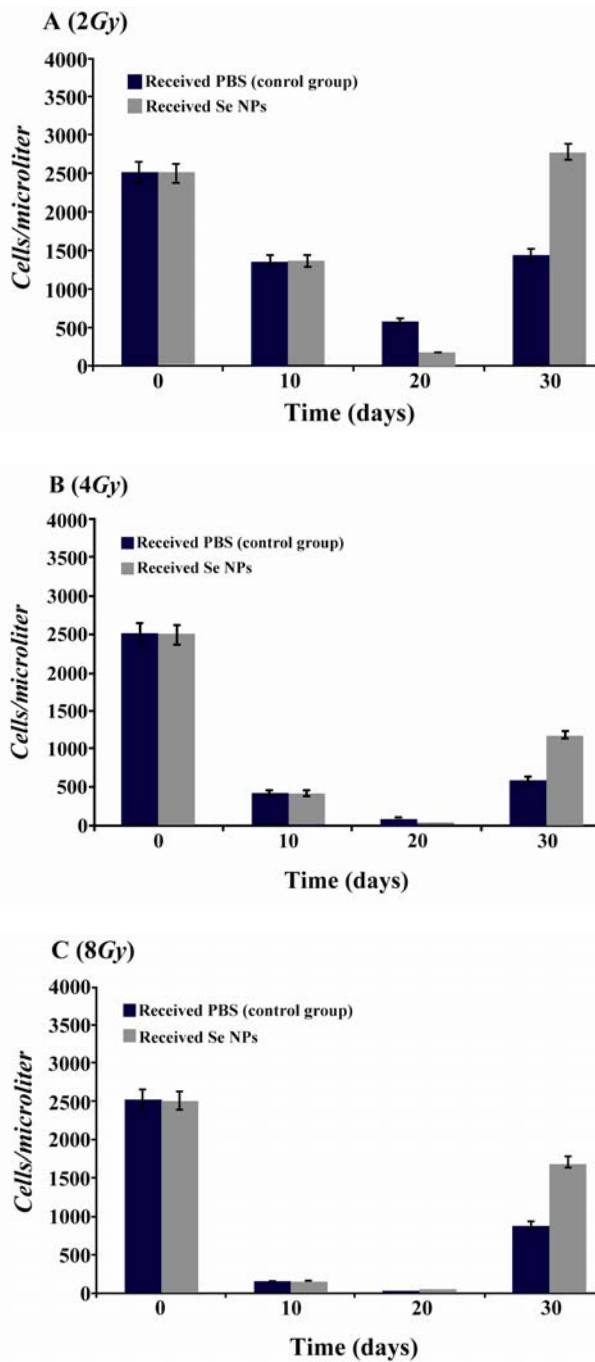 A (2Gy)
4000
Received PBS (conrol group)
3500
Received Se NPs
3000
2500
2000
1500
1000
500
0
Cells/microliter
0 10 20 30
Time (days)
B (4Gy)
4000
Received PBS (control group)
3500
Received Se NPs
3000
2500
2000
1500
1000
500
0
Cells/microliter
0 10 20 30
Time (days)
C (8Gy)
4000
Received PBS (control group)
3500
Received Se NPs
3000
2500
2000
1500
1000
500
0
Cells/microliter
0 10 20 30
Time (days)